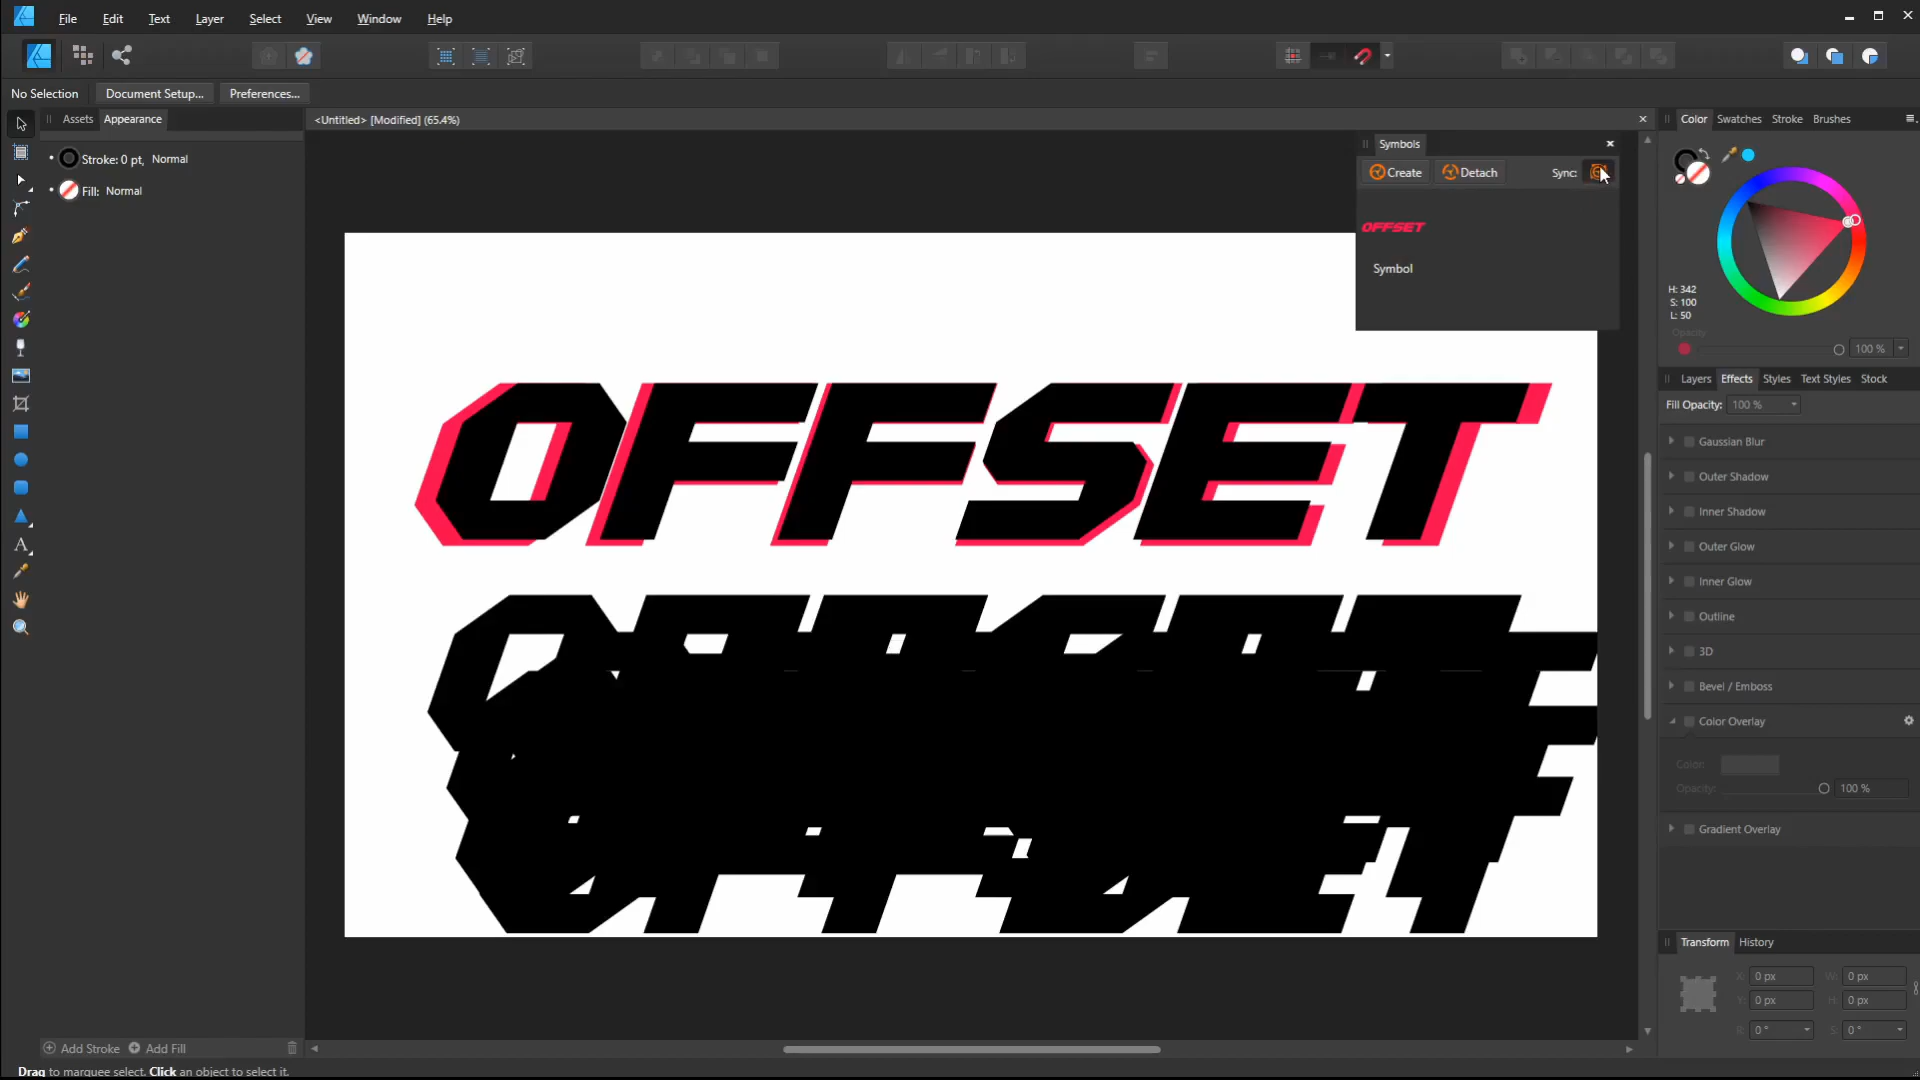 File Edit Text Layer Select View Window Help
No Selection Document Setup... Preferences...
Assets Appearance
Stroke: 0 pt, Normal
Fill: Normal
<Untitled> [Modified] (65.4%)
Symbols
Create Detach Sync:
OFFSET
Symbol
OFFSET
Color Swatches Stroke Brushes
H: 342
S: 100
L: 50
Opacity
100 %
Layers Effects Styles Text Styles Stock
Fill Opacity: 100 %
Gaussian Blur
Outer Shadow
Inner Shadow
Outer Glow
Inner Glow
Outline
3D
Bevel / Emboss
Color Overlay
Color:
Opacity: 100 %
Gradient Overlay
Transform History
X: 0 px W: 0 px
Y: 0 px H: 0 px
R: 0 ° S: 0 °
Add Stroke Add Fill
Drag to marquee select. Click an object to select it.